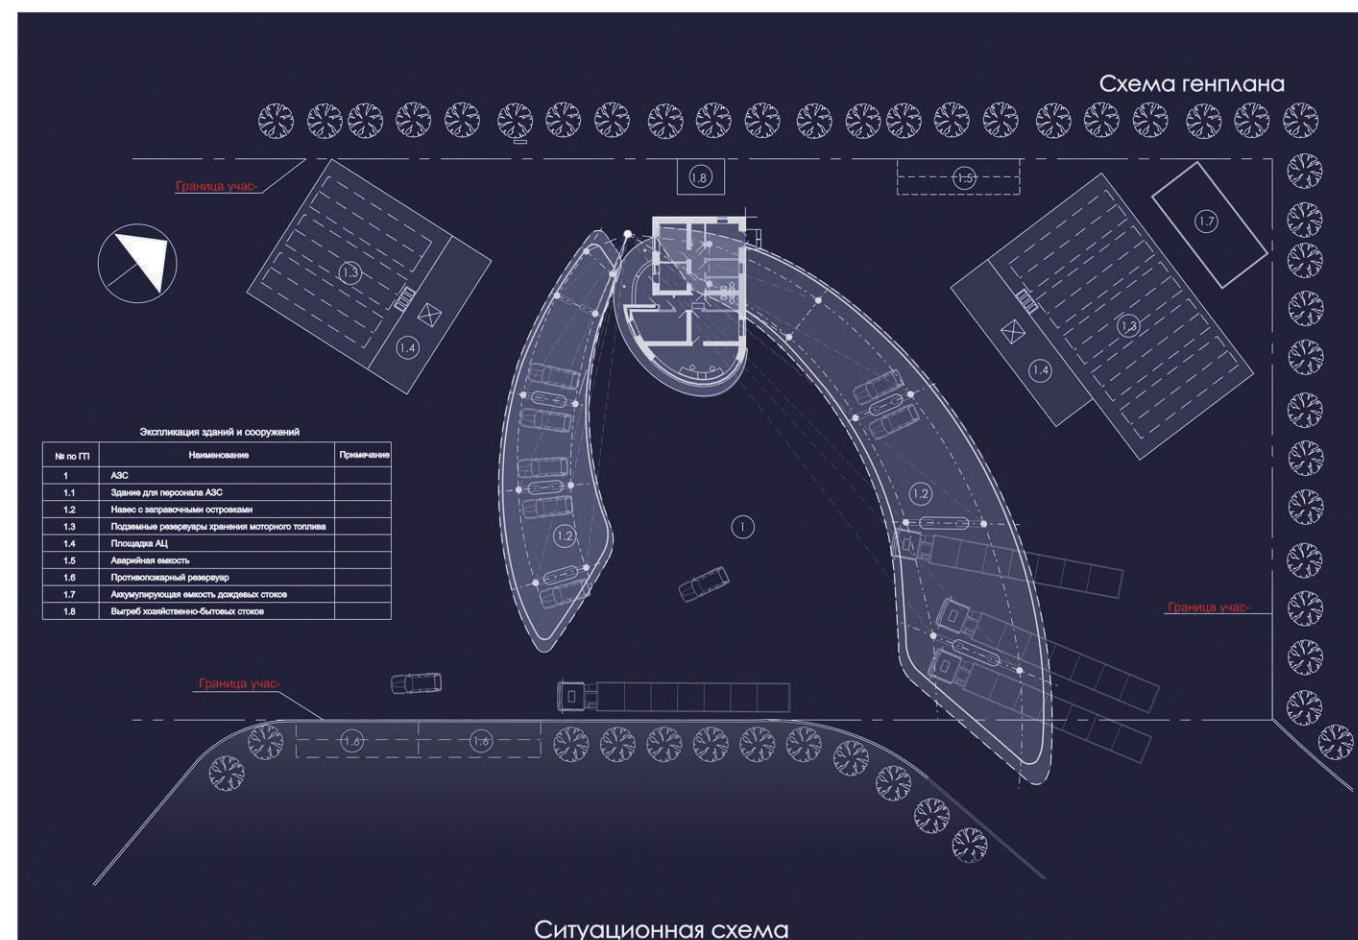 Схема генплана
Граница учас-
1.8
1.5
1.7
1.3
1.3
1.4
1.4
Экспликация зданий и сооружений
№ по ГП Наименование Примечание
1 АЗС
1.1 Здание для персонала АЗС
1.2 Навес с заправочными островками
1.3 Подземные резервуары хранения моторного топлива
1.4 Площадка АЦ
1.5 Аварийная емкость
1.6 Противопожарный резервуар
1.7 Аккумулирующая емкость дождевых стоков
1.8 Выгреб хозяйственно-бытовых стоков
1.2
1
1.2
Граница учас-
Граница учас-
1.6
1.6
Ситуационная схема